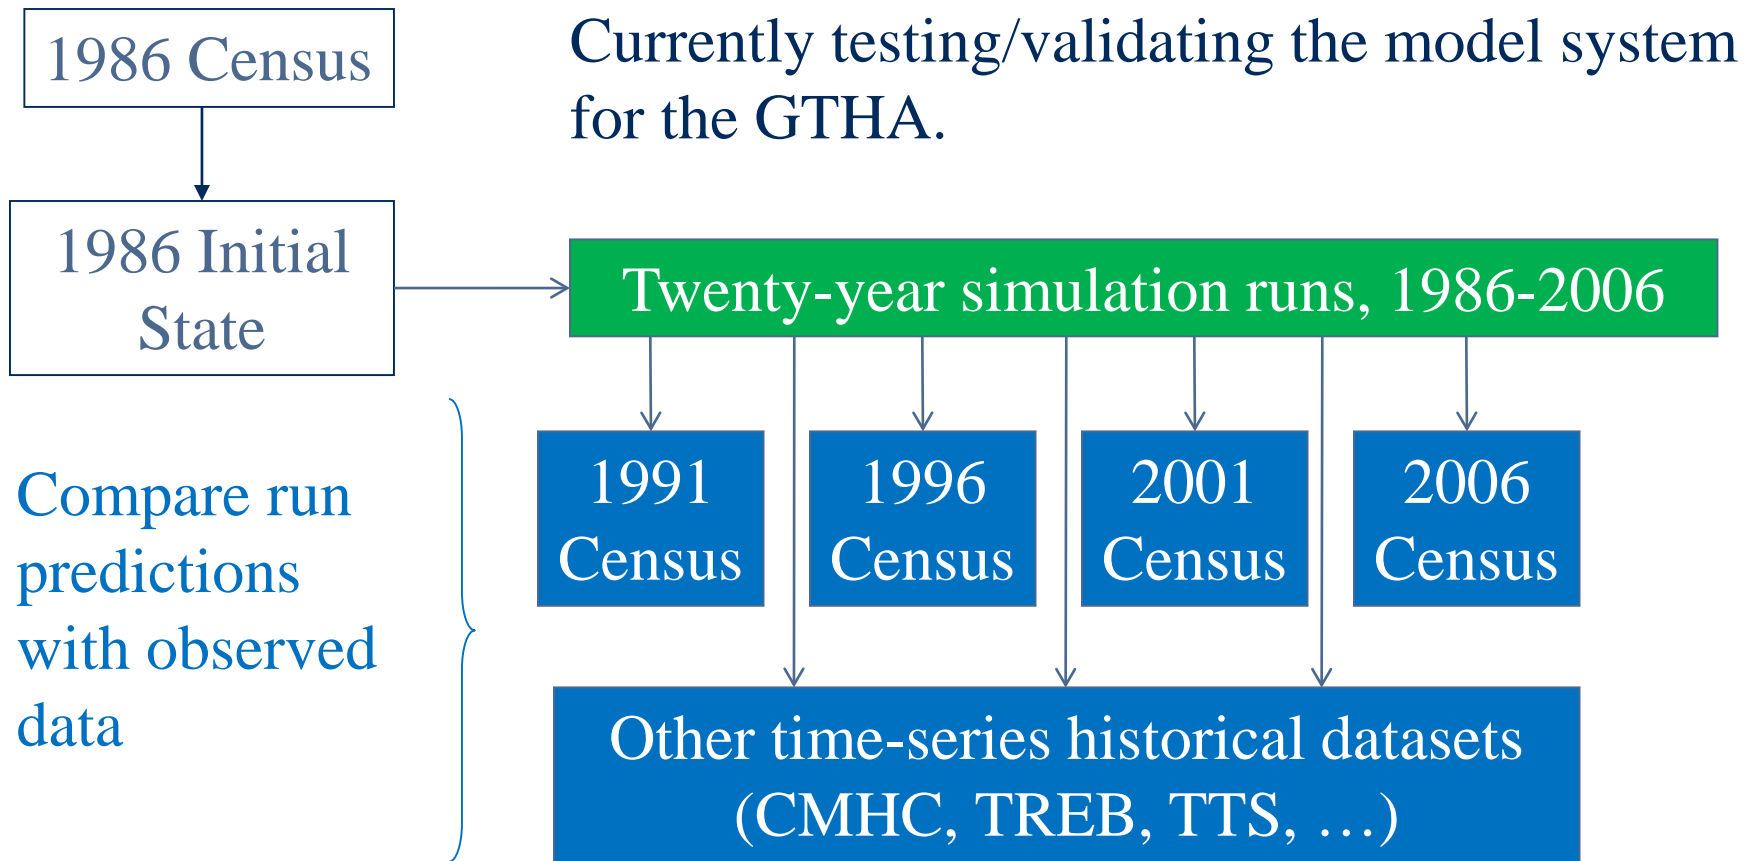 1986 Census
Currently testing/validating the model system
for the GTHA.
1986 Initial
State
Twenty-year simulation runs, 1986-2006
Compare run
predictions
with observed
data
1991
Census
1996
Census
2001
Census
2006
Census
Other time-series historical datasets
(CMHC, TREB, TTS, …)